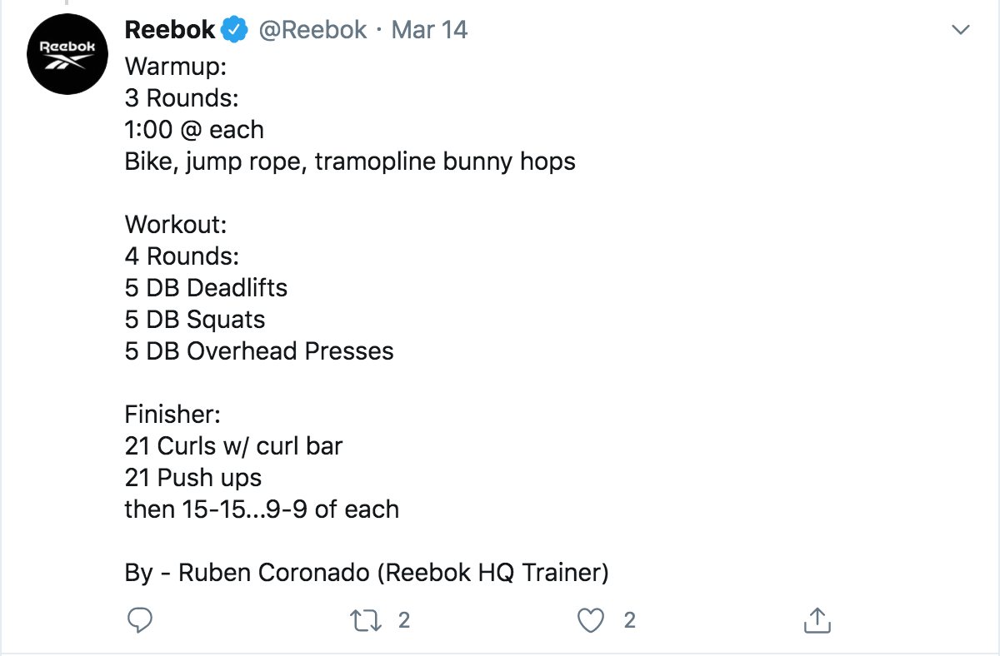 Reebok
Reebok @Reebok · Mar 14
Warmup:
3 Rounds:
1:00 @ each
Bike, jump rope, tramopline bunny hops
Workout:
4 Rounds:
5 DB Deadlifts
5 DB Squats
5 DB Overhead Presses
Finisher:
21 Curls w/ curl bar
21 Push ups
then 15-15...9-9 of each
By - Ruben Coronado (Reebok HQ Trainer)
2 2